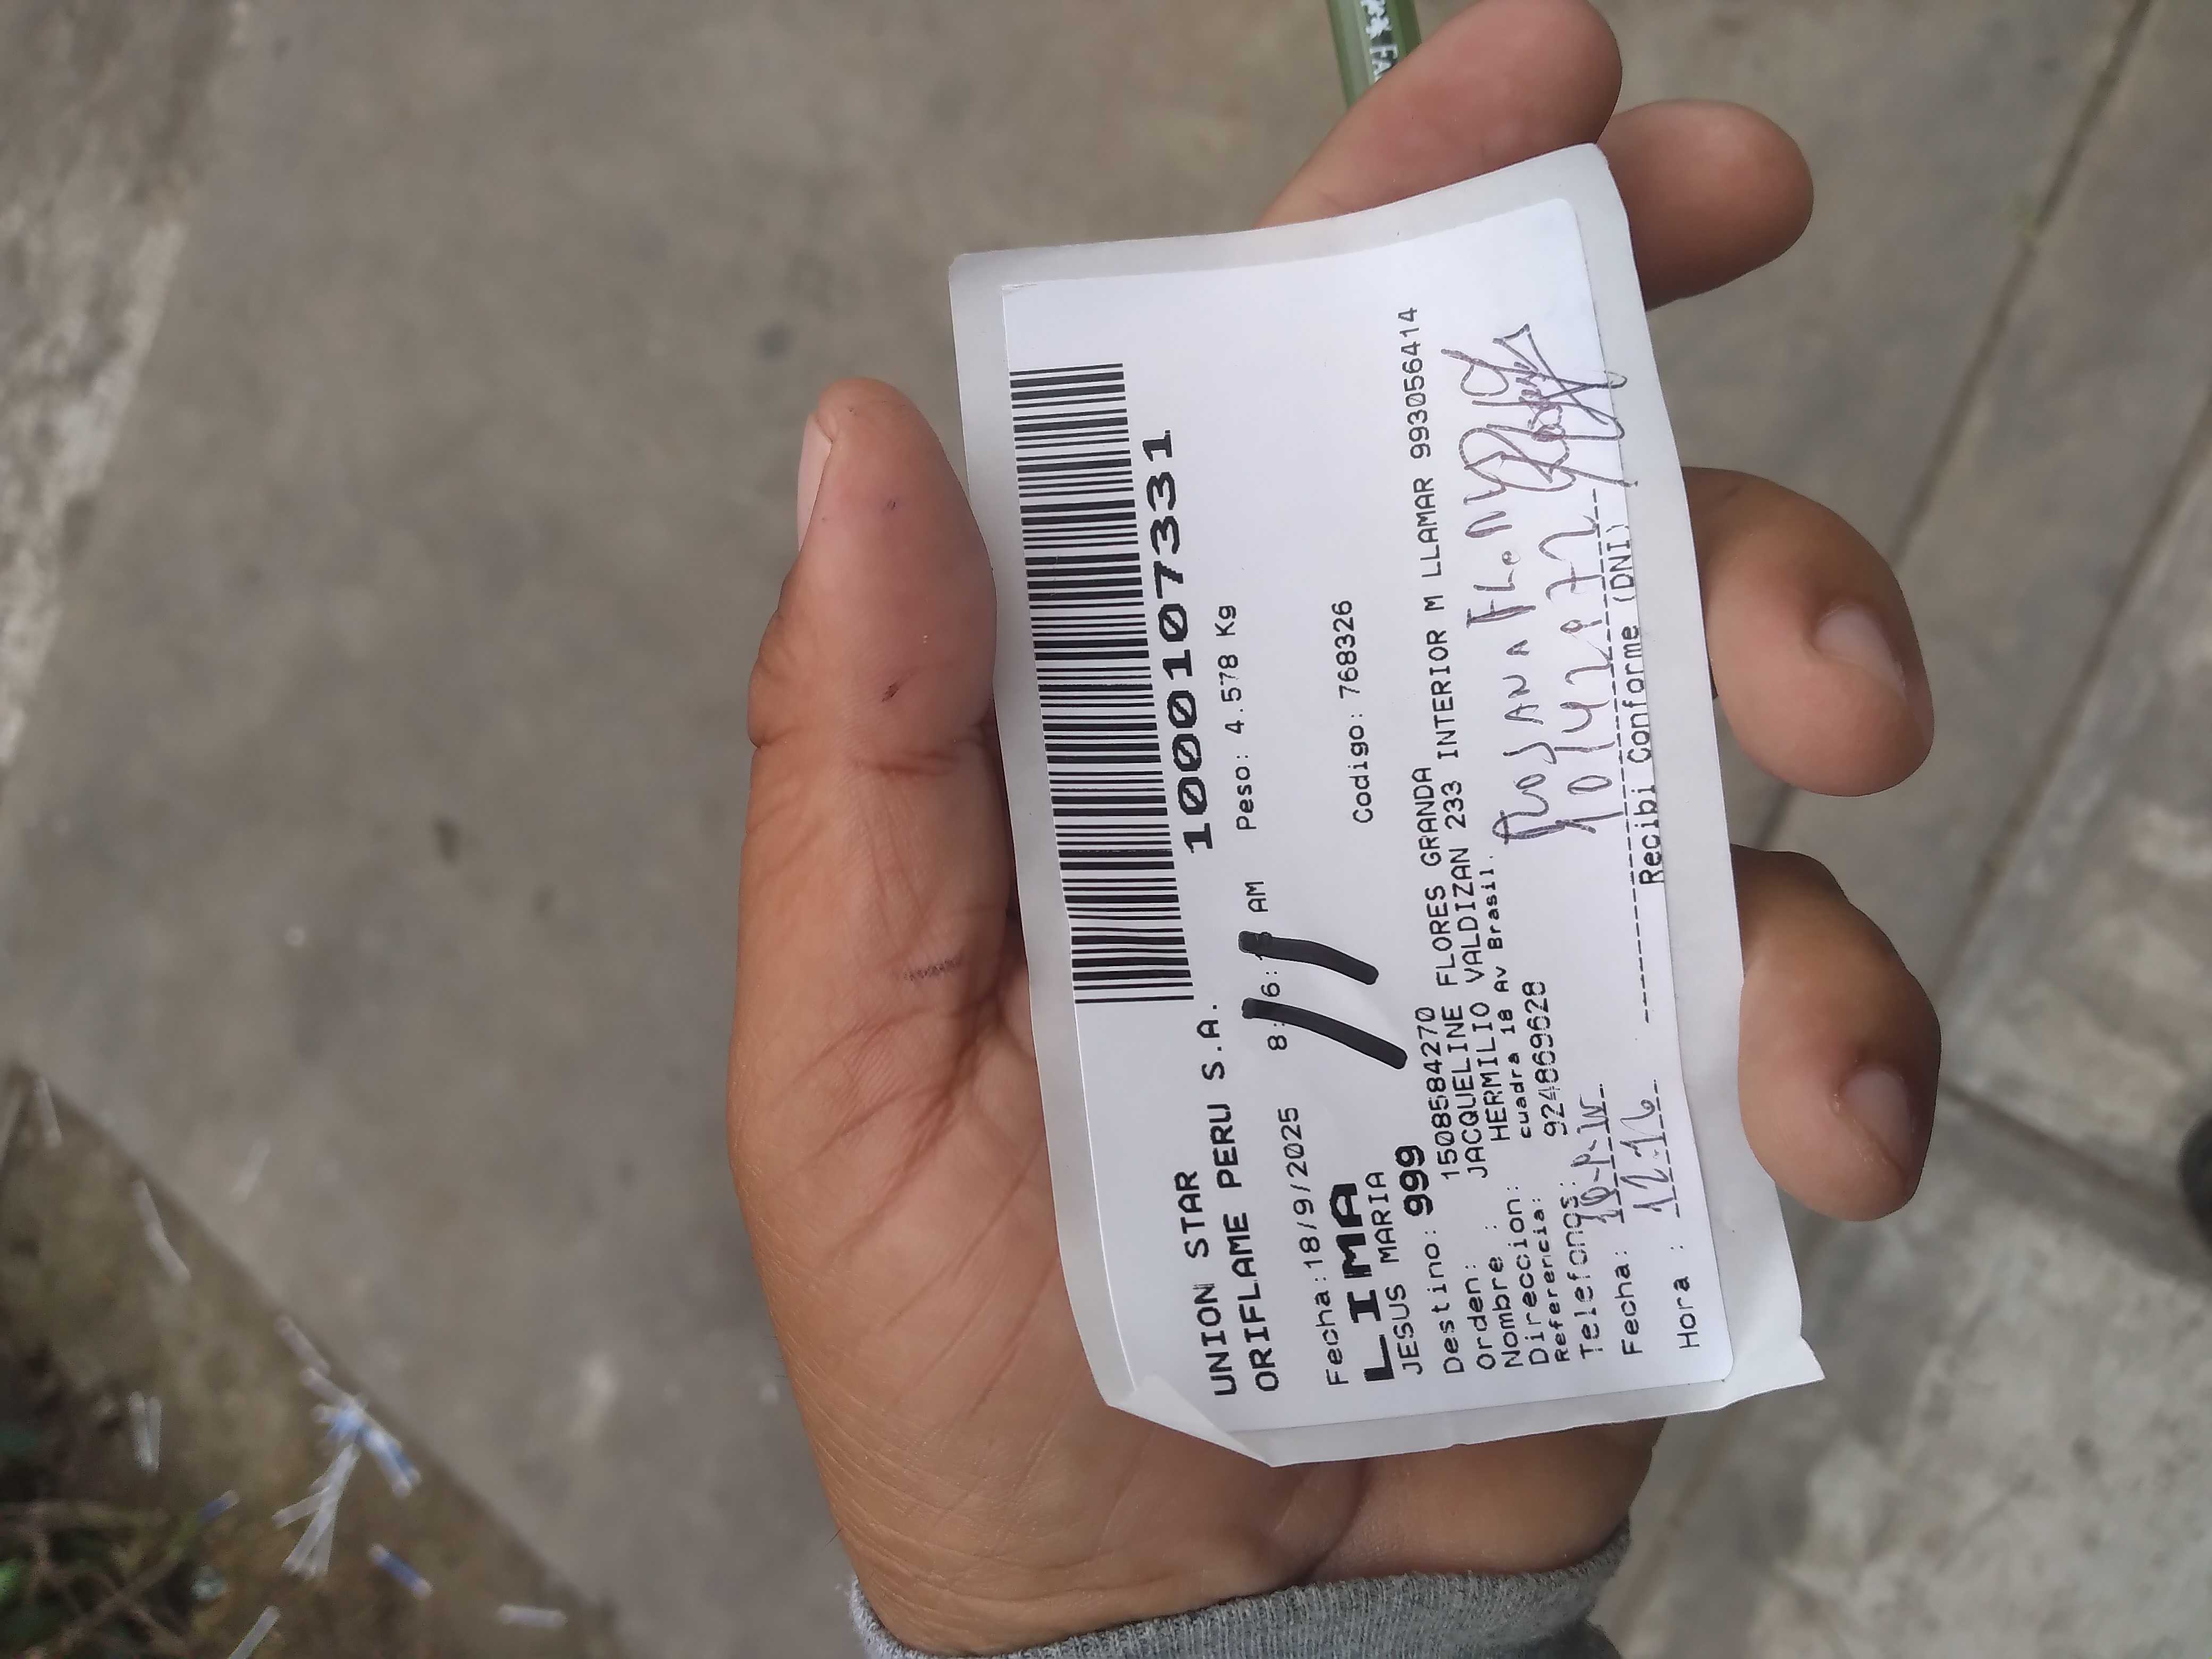 UNION STAR
ORIFLAME PERU S.A.
1000107331
Fecha:18/9/2025 AM Peso: 4.578 Kg
LIMA
JESUS MARIA Codigo:768326
Destino: 999
Orden: 1508584270
Nombre : JACQUELINE FLORES GRANDA
Direccion: HERMILIO VALDIZAN 233 INTERIOR M LLAMAR 993056414
Referencia: cuadra 18 Av Brasil.
Telefonos: 924869628
Fecha:
Hora : 12:16
Recibi Conforme (DNI)